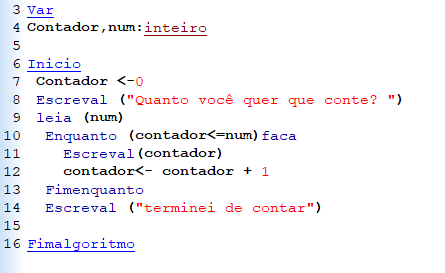 3 Var
4 Contador,num:inteiro
5
6 Inicio
7 Contador <-0
8 Escreval ("Quanto você quer que conte? ")
9 leia (num)
10 Enquanto (contador<=num)faca
11 Escreval(contador)
12 contador<- contador + 1
13 Fimenquanto
14 Escreval ("terminei de contar")
15
16 Fimalgoritmo